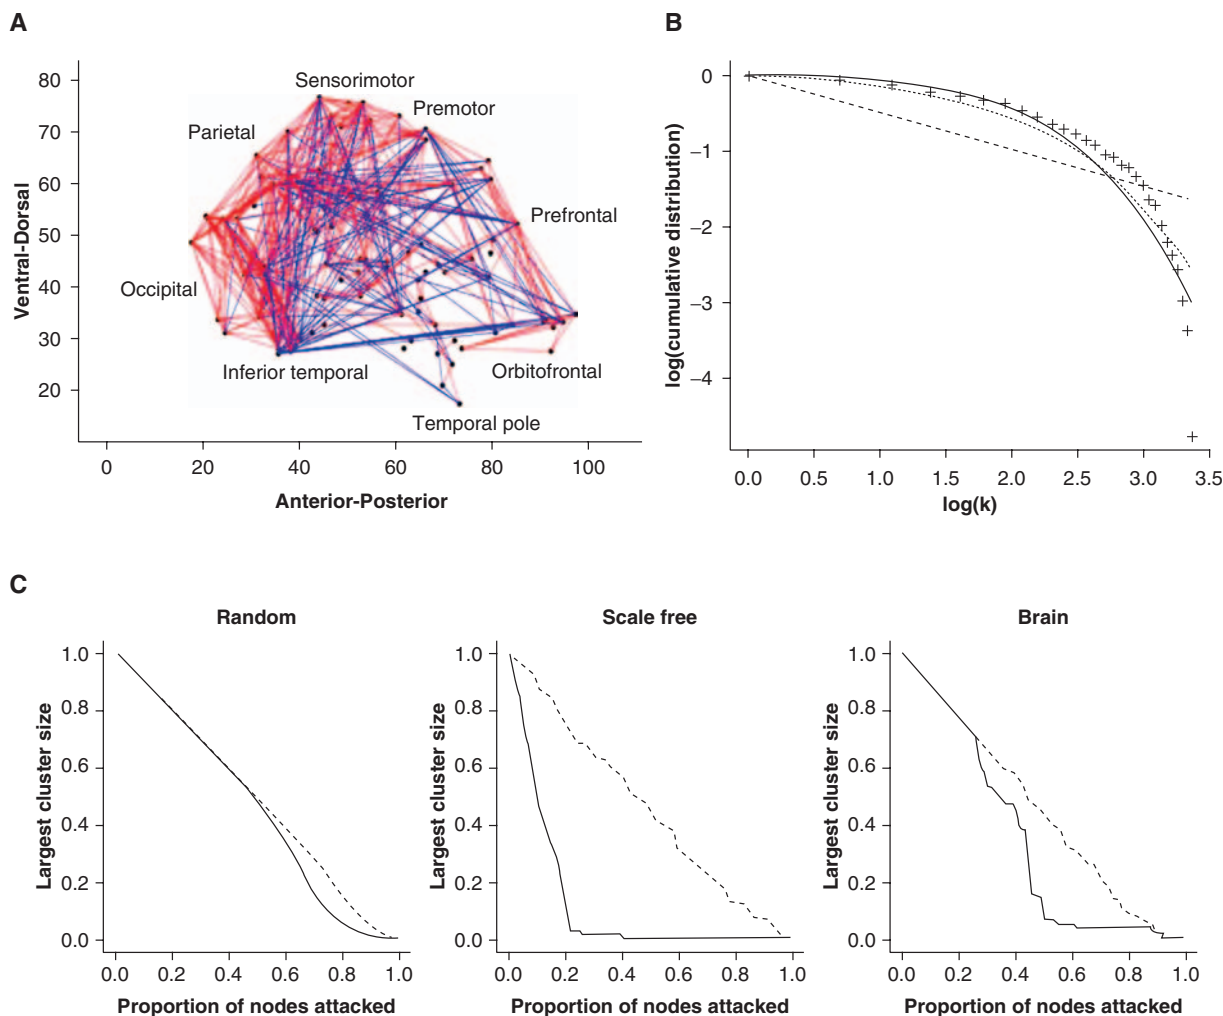 A
80
70
60
50
40
30
20
Ventral-Dorsal
Sensorimotor
Premotor
Parietal
Prefrontal
Occipital
Inferior temporal
Orbitofrontal
Temporal pole
0 20 40 60 80 100
Anterior-Posterior
B
0
−1
−2
−3
−4
log(cumulative distribution)
0.0 0.5 1.0 1.5 2.0 2.5 3.0 3.5
log(k)
C
Random
1.0
0.8
0.6
0.4
0.2
0.0
Largest cluster size
0.0 0.2 0.4 0.6 0.8 1.0
Proportion of nodes attacked
Scale free
1.0
0.8
0.6
0.4
0.2
0.0
Largest cluster size
0.0 0.2 0.4 0.6 0.8 1.0
Proportion of nodes attacked
Brain
1.0
0.8
0.6
0.4
0.2
0.0
Largest cluster size
0.0 0.2 0.4 0.6 0.8 1.0
Proportion of nodes attacked